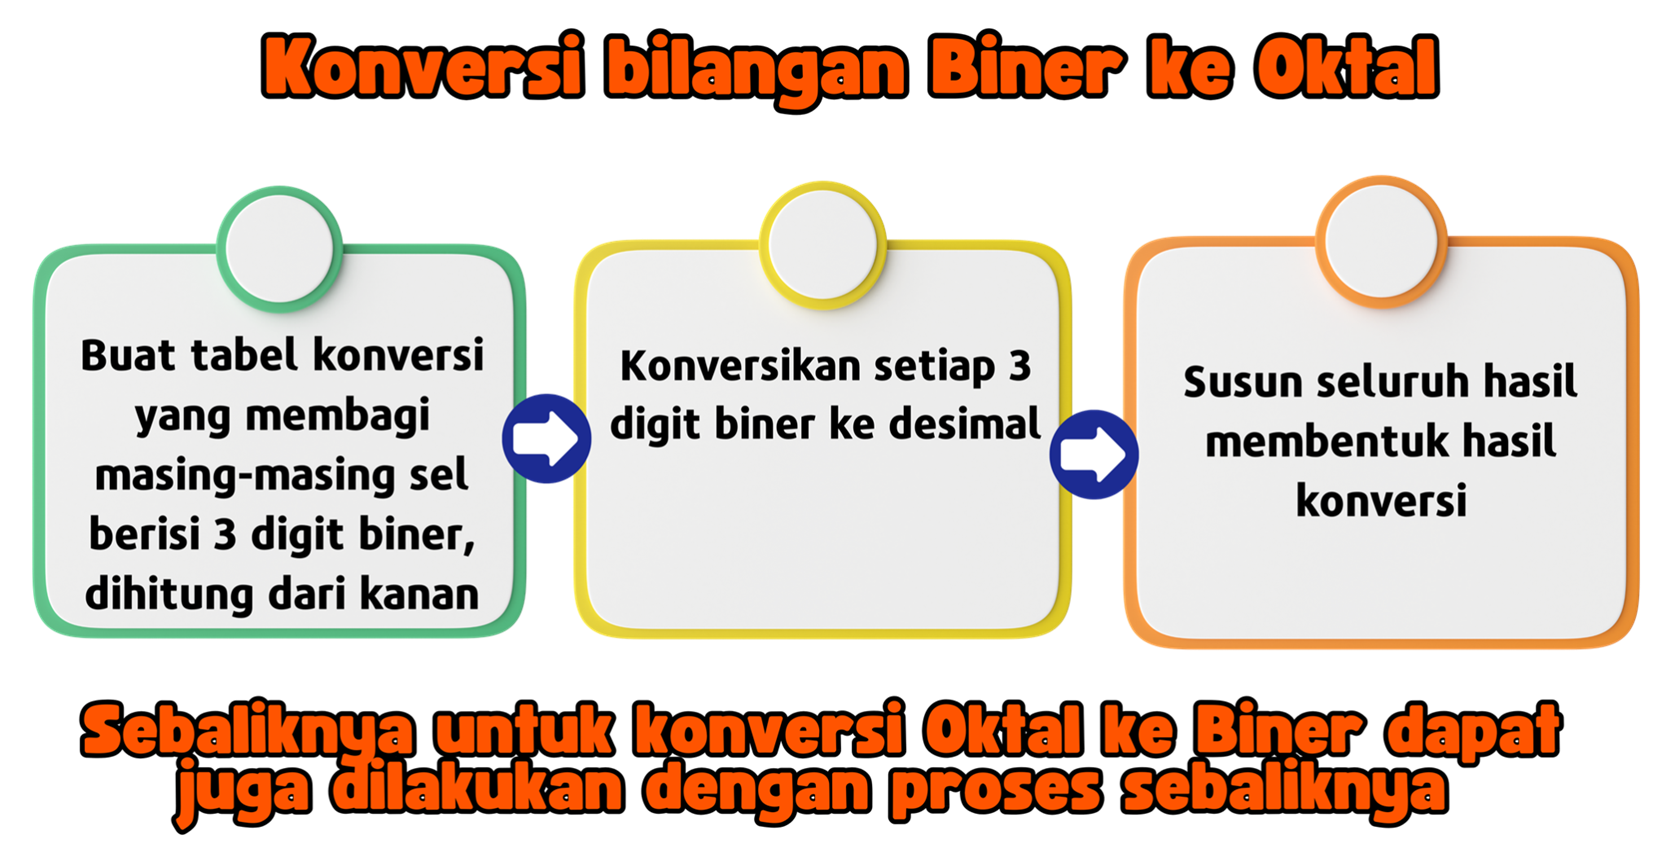 Konversi bilangan Biner ke Oktal
Buat tabel konversi
yang membagi
masing-masing sel
berisi 3 digit biner,
dihitung dari kanan
Konversikan setiap 3
digit biner ke desimal
Susun seluruh hasil
membentuk hasil
konversi
Sebaliknya untuk konversi Oktal ke Biner dapat
juga dilakukan dengan proses sebaliknya